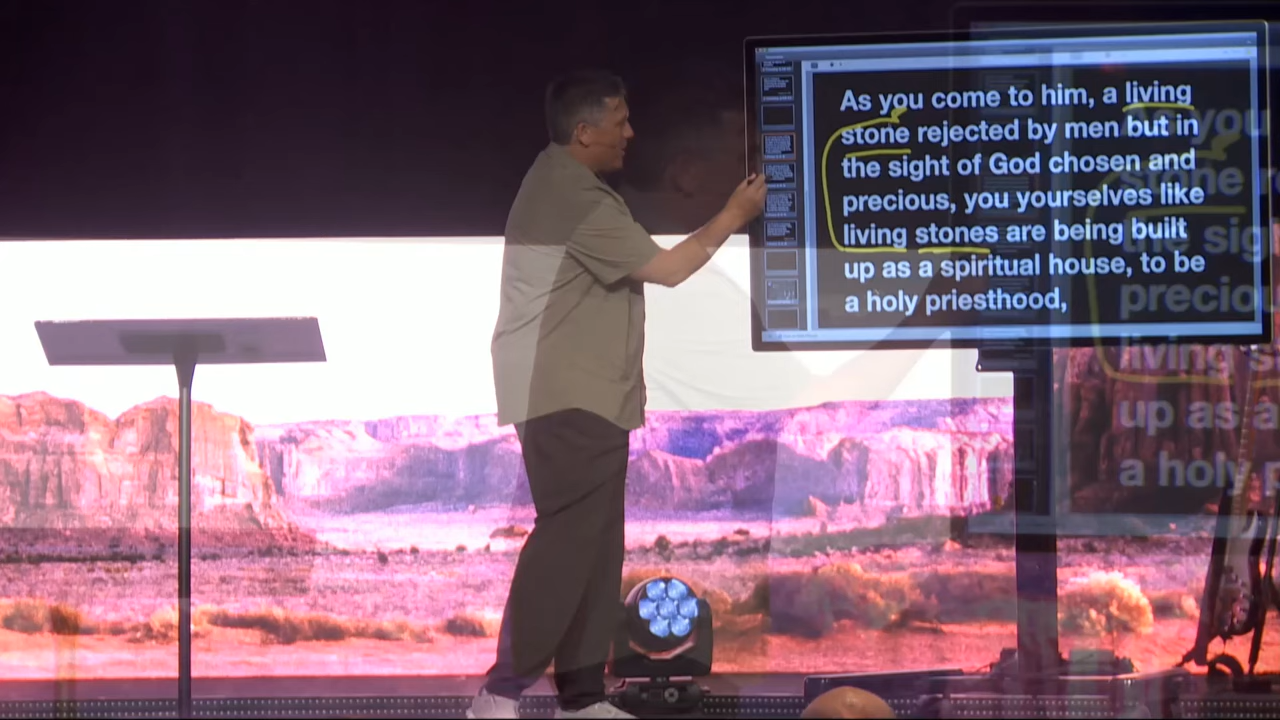 As you come to him, a living
stone rejected by men but in
the sight of God chosen and
precious, you yourselves like
living stones are being built
up as a spiritual house, to be
a holy priesthood,